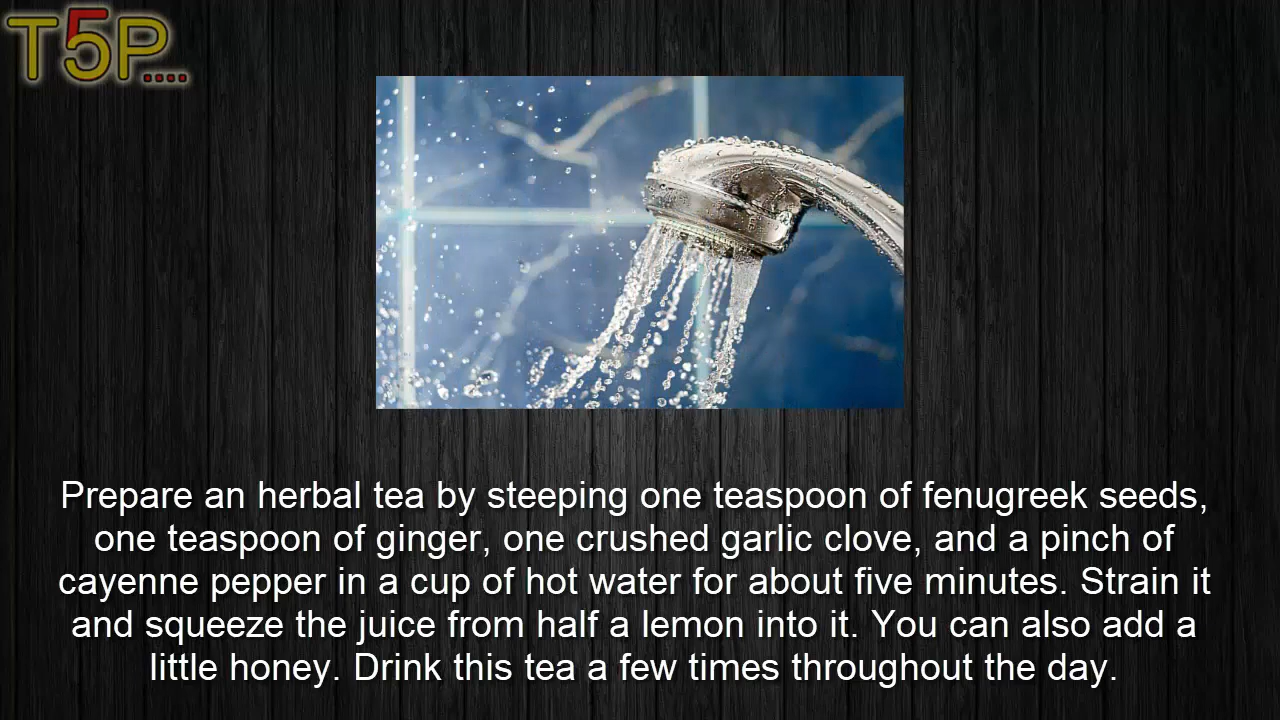 T5P....
Prepare an herbal tea by steeping one teaspoon of fenugreek seeds,
one teaspoon of ginger, one crushed garlic clove, and a pinch of
cayenne pepper in a cup of hot water for about five minutes. Strain it
and squeeze the juice from half a lemon into it. You can also add a
little honey. Drink this tea a few times throughout the day.